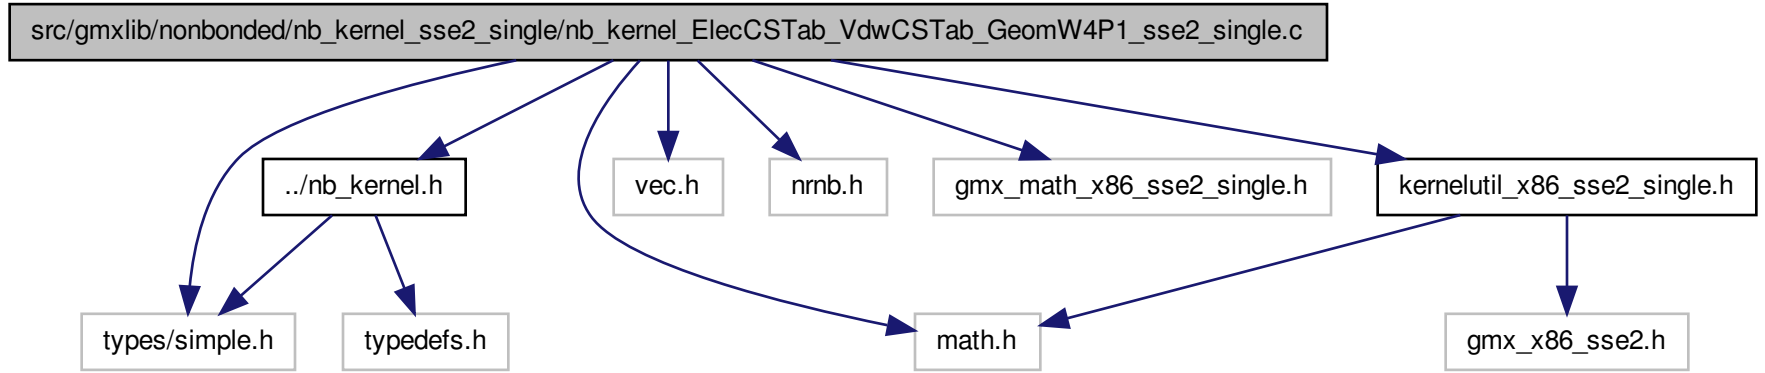 src/gmxlib/nonbonded/nb_kernel_sse2_single/nb_kernel_ElecCSTab_VdwCSTab_GeomW4P1_sse2_single.c
../nb_kernel.h
vec.h
nrnb.h
gmx_math_x86_sse2_single.h
kernelutil_x86_sse2_single.h
types/simple.h
typedefs.h
math.h
gmx_x86_sse2.h